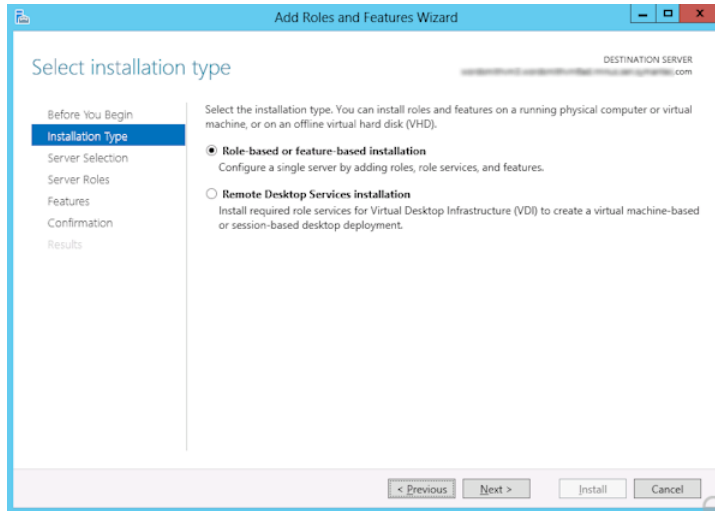 Add Roles and Features Wizard
Select installation type
DESTINATION SERVER
com
Before You Begin
Installation Type
Server Selection
Server Roles
Features
Confirmation
Results
Select the installation type. You can install roles and features on a running physical computer or virtual
machine, or on an offline virtual hard disk (VHD).
Role-based or feature-based installation
Configure a single server by adding roles, role services, and features.
Remote Desktop Services installation
Install required role services for Virtual Desktop Infrastructure (VDI) to create a virtual machine-based
or session-based desktop deployment.
< Previous
Next >
Install
Cancel